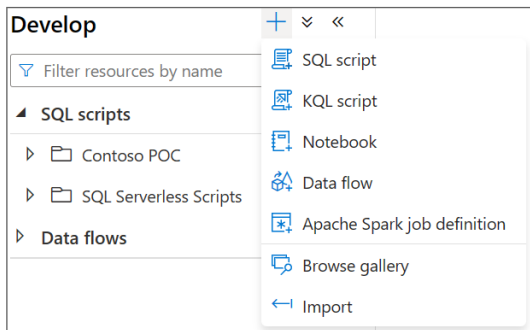 Develop
Filter resources by name
SQL scripts
Contoso POC
SQL Serverless Scripts
Data flows
SQL script
KQL script
Notebook
Data flow
Apache Spark job definition
Browse gallery
Import